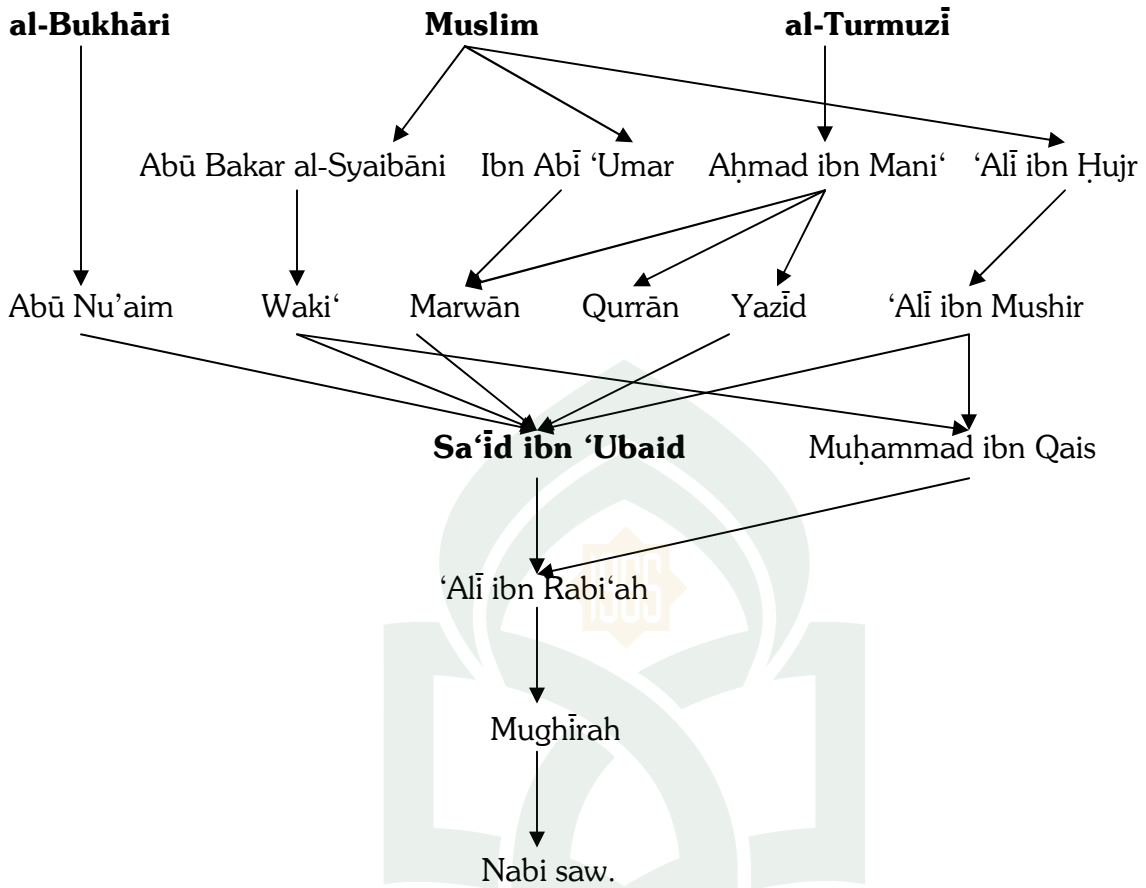 al-Bukhāri Muslim al-Turmuzī
Abū Bakar al-Syaibāni Ibn Abī ‘Umar Aḥmad ibn Mani‘ ‘Alī ibn Ḥujr
Abū Nu’aim Waki‘ Marwān Qurrān Yazīd ‘Alī ibn Mushir
Sa‘īd ibn ‘Ubaid Muḥammad ibn Qais
‘Alī ibn Rabi‘ah
Mughīrah
Nabi saw.